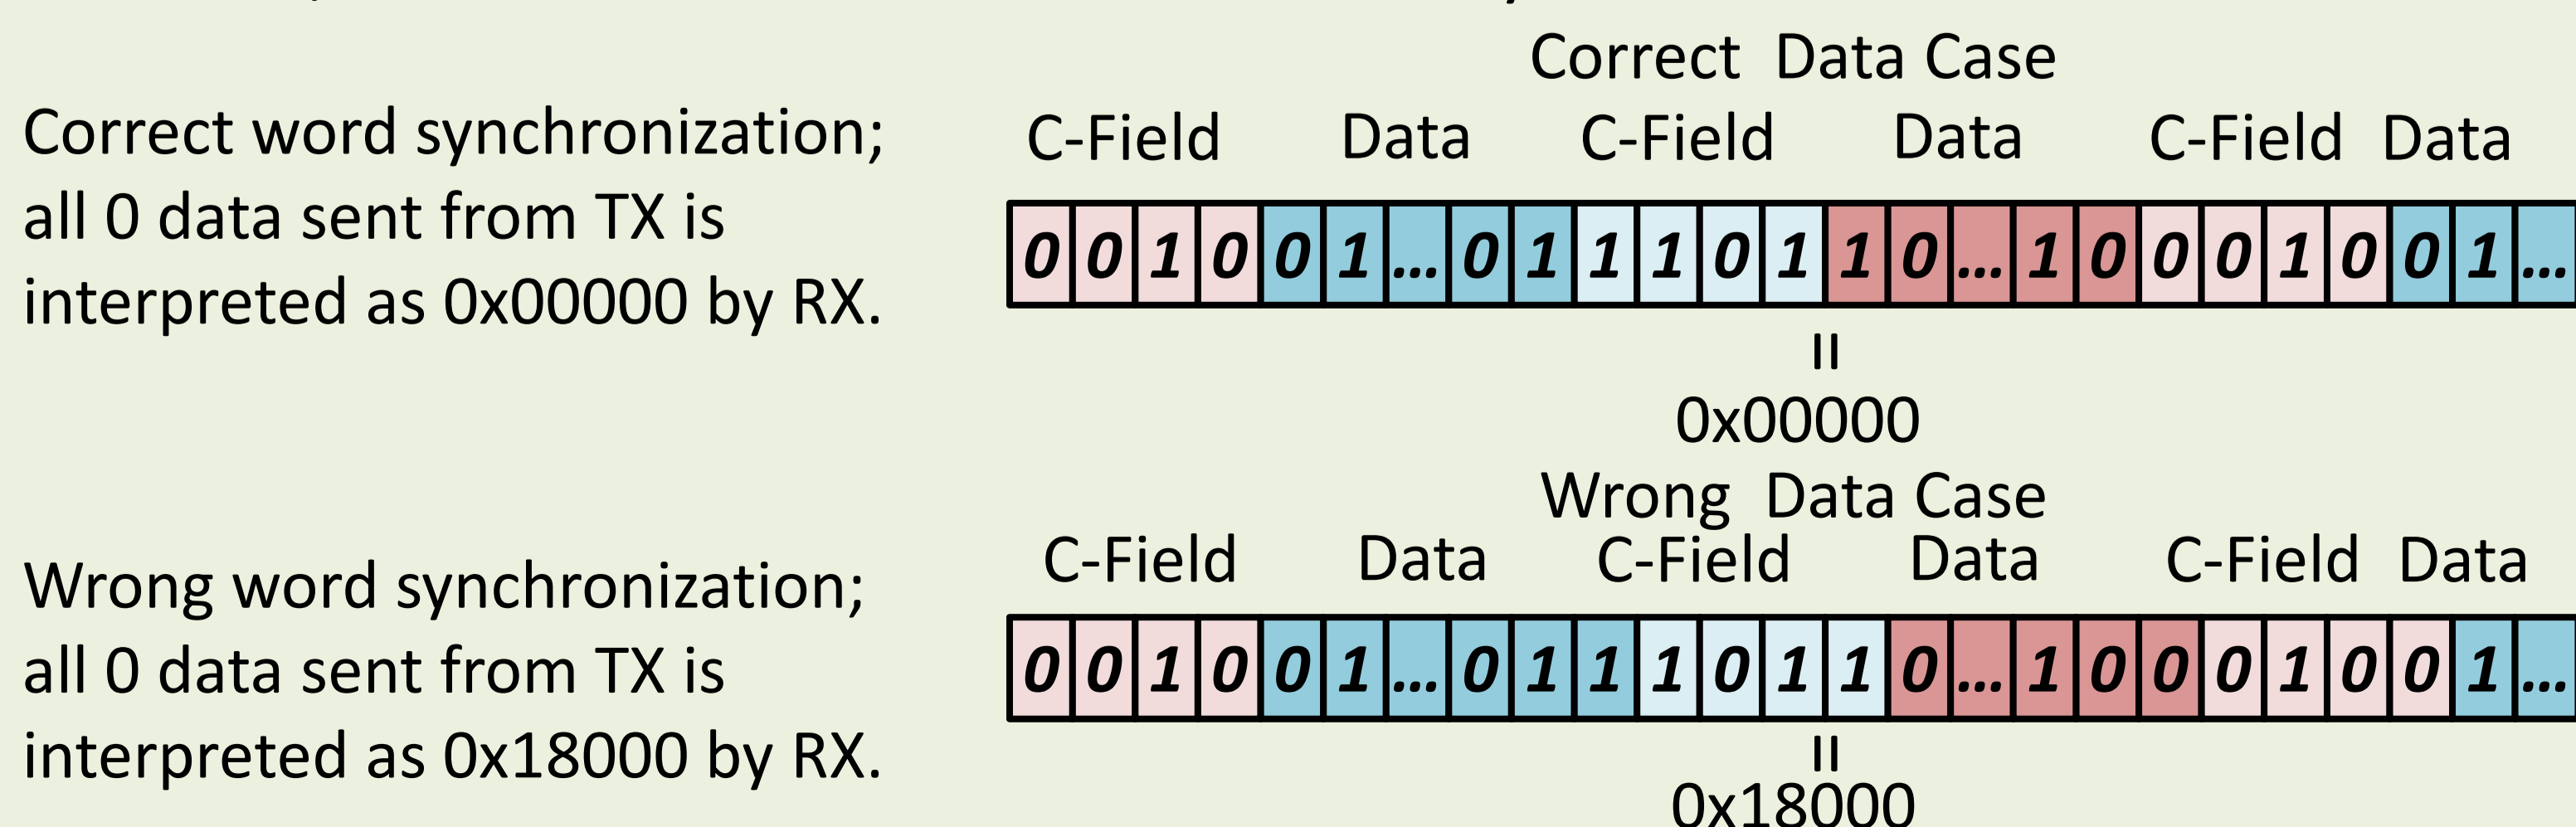 Correct word synchronization;
all 0 data sent from TX is
interpreted as 0x00000 by RX.
Correct Data Case
C-Field Data C-Field Data C-Field Data
0 0 1 0 0 1 ... 0 1 1 1 0 1 1 0 ... 1 0 0 0 1 0 0 1 ...
=
0x00000
Wrong word synchronization;
all 0 data sent from TX is
interpreted as 0x18000 by RX.
Wrong Data Case
C-Field Data C-Field Data C-Field Data
0 0 1 0 0 1 ... 0 1 1 1 0 1 1 0 ... 1 0 0 0 1 0 0 1 ...
=
0x18000